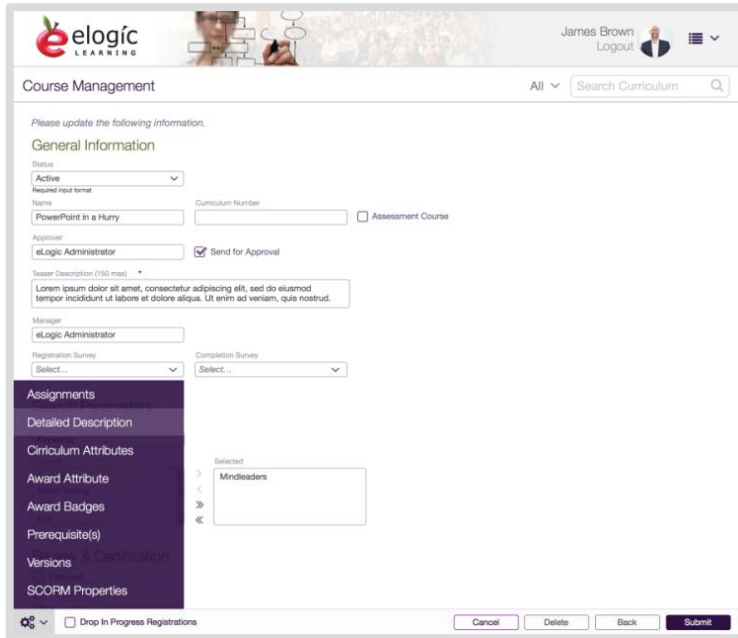 elogic
LEARNING
James Brown
Logout
Course Management
All
Search Curriculum
Please update the following information.
General Information
Status
Active
Required input format
Name
Curriculum Number
PowerPoint in a Hurry
Assessment Course
Approver
eLogic Administrator
Send for Approval
Teaser Description (150 max) *
Lorem ipsum dolor sit amet, consectetur adipiscing elit, sed do eiusmod
tempor incididunt ut labore et dolore aliqua. Ut enim ad veniam, quis nostrud.
Manager
eLogic Administrator
Registration Survey
Completion Survey
Select...
Select...
Assignments
Detailed Description
Cirriculum Attributes
Award Attribute
Award Badges
Prerequisite(s)
Versions
SCORM Properties
Selected
Mindleaders
& Certification
Drop In Progress Registrations
Cancel
Delete
Back
Submit